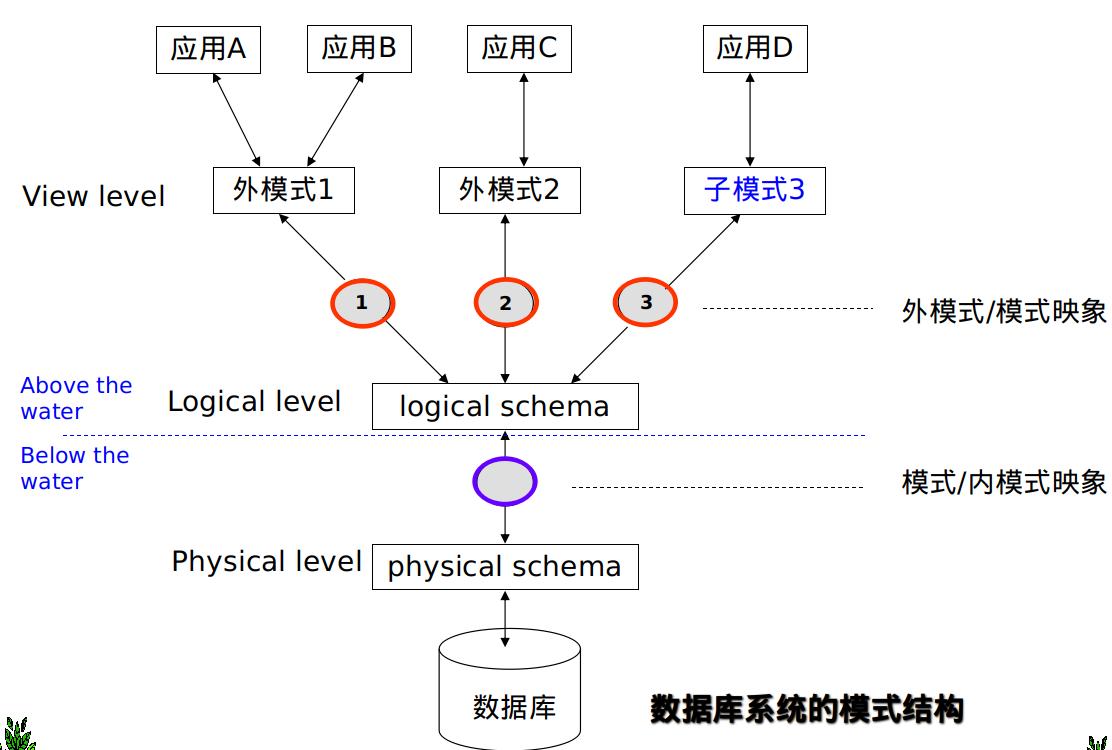 应用A
应用B
应用C
应用D
View level
外模式1
外模式2
子模式3
1
2
3
外模式/模式映象
Above the
water
Logical level
logical schema
Below the
water
模式/内模式映象
Physical level
physical schema
数据库
数据库系统的模式结构